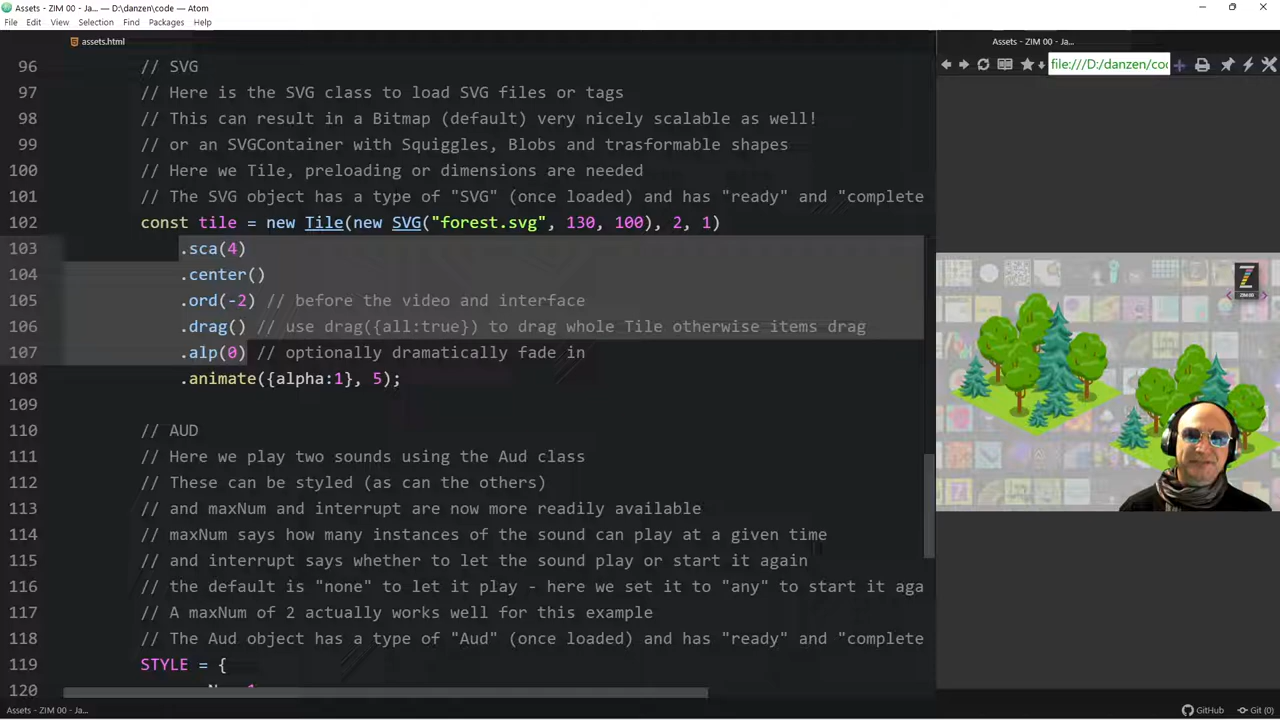 Assets - ZIM 00 - Ja... — D:\danzen\code — Atom
File Edit View Selection Find Packages Help
assets.html
Assets - ZIM 00 - Ja...
file:///D:/danzen/cod
96 // SVG
97 // Here is the SVG class to load SVG files or tags
98 // This can result in a Bitmap (default) very nicely scalable as well!
99 // or an SVGContainer with Squiggles, Blobs and trasformable shapes
100 // Here we Tile, preloading or dimensions are needed
101 // The SVG object has a type of "SVG" (once loaded) and has "ready" and "complete
102 const tile = new Tile(new SVG("forest.svg", 130, 100), 2, 1)
103 .sca(4)
104 .center()
105 .ord(-2) // before the video and interface
106 .drag() // use drag({all:true}) to drag whole Tile otherwise items drag
107 .alp(0) // optionally dramatically fade in
108 .animate({alpha:1}, 5);
109
110 // AUD
111 // Here we play two sounds using the Aud class
112 // These can be styled (as can the others)
113 // and maxNum and interrupt are now more readily available
114 // maxNum says how many instances of the sound can play at a given time
115 // and interrupt says whether to let the sound play or start it again
116 // the default is "none" to let it play - here we set it to "any" to start it aga
117 // A maxNum of 2 actually works well for this example
118 // The Aud object has a type of "Aud" (once loaded) and has "ready" and "complete
119 STYLE = {
120
ZIM 00
Assets - ZIM 00 - Ja...
GitHub
Git (0)